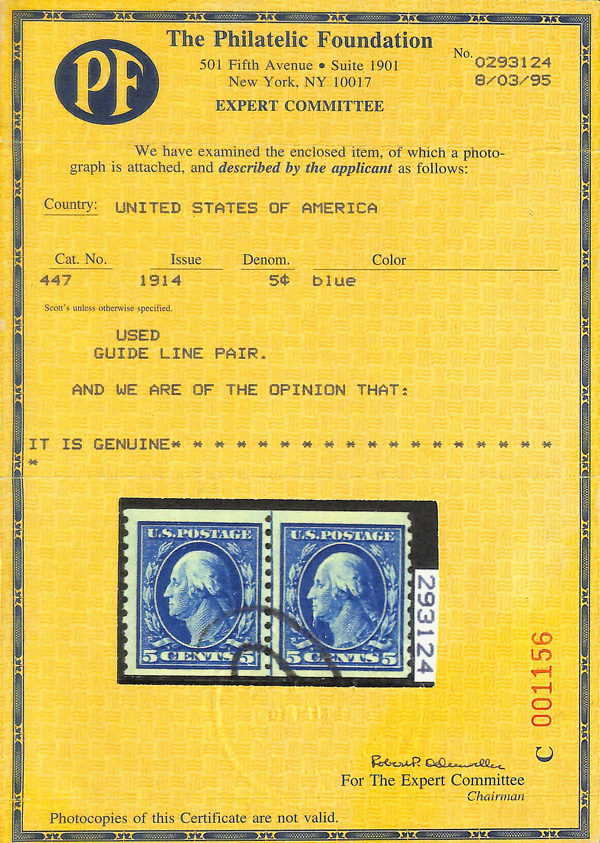 PF
The Philatelic Foundation
501 Fifth Avenue • Suite 1901
New York, NY 10017
EXPERT COMMITTEE
No. 0293124
8/03/95
We have examined the enclosed item, of which a photo-
graph is attached, and described by the applicant as follows:
Country: UNITED STATES OF AMERICA
Cat. No. Issue Denom. Color
447 1914 5¢ blue
Scott's unless otherwise specified.
USED
GUIDE LINE PAIR.
AND WE ARE OF THE OPINION THAT:
IT IS GENUINE* * * * * * * * * * * * * * * * * *
*
U.S. POSTAGE U.S. POSTAGE
5 CENTS 5 5 CENTS 5
293124
C 001156
For The Expert Committee
Chairman
Photocopies of this Certificate are not valid.